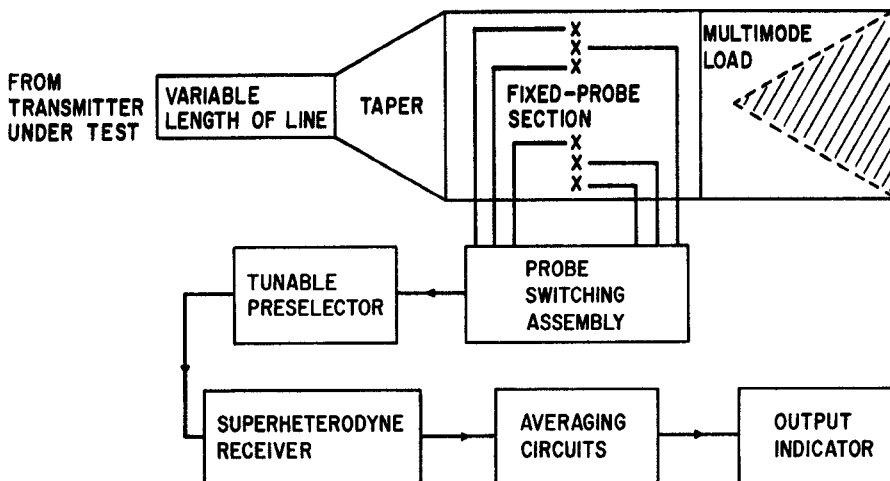 FROM
TRANSMITTER
UNDER TEST
VARIABLE
LENGTH OF LINE
TAPER
X
X
X
FIXED-PROBE
SECTION
X
X
X
MULTIMODE
LOAD
TUNABLE
PRESELECTOR
PROBE
SWITCHING
ASSEMBLY
SUPERHETERODYNE
RECEIVER
AVERAGING
CIRCUITS
OUTPUT
INDICATOR